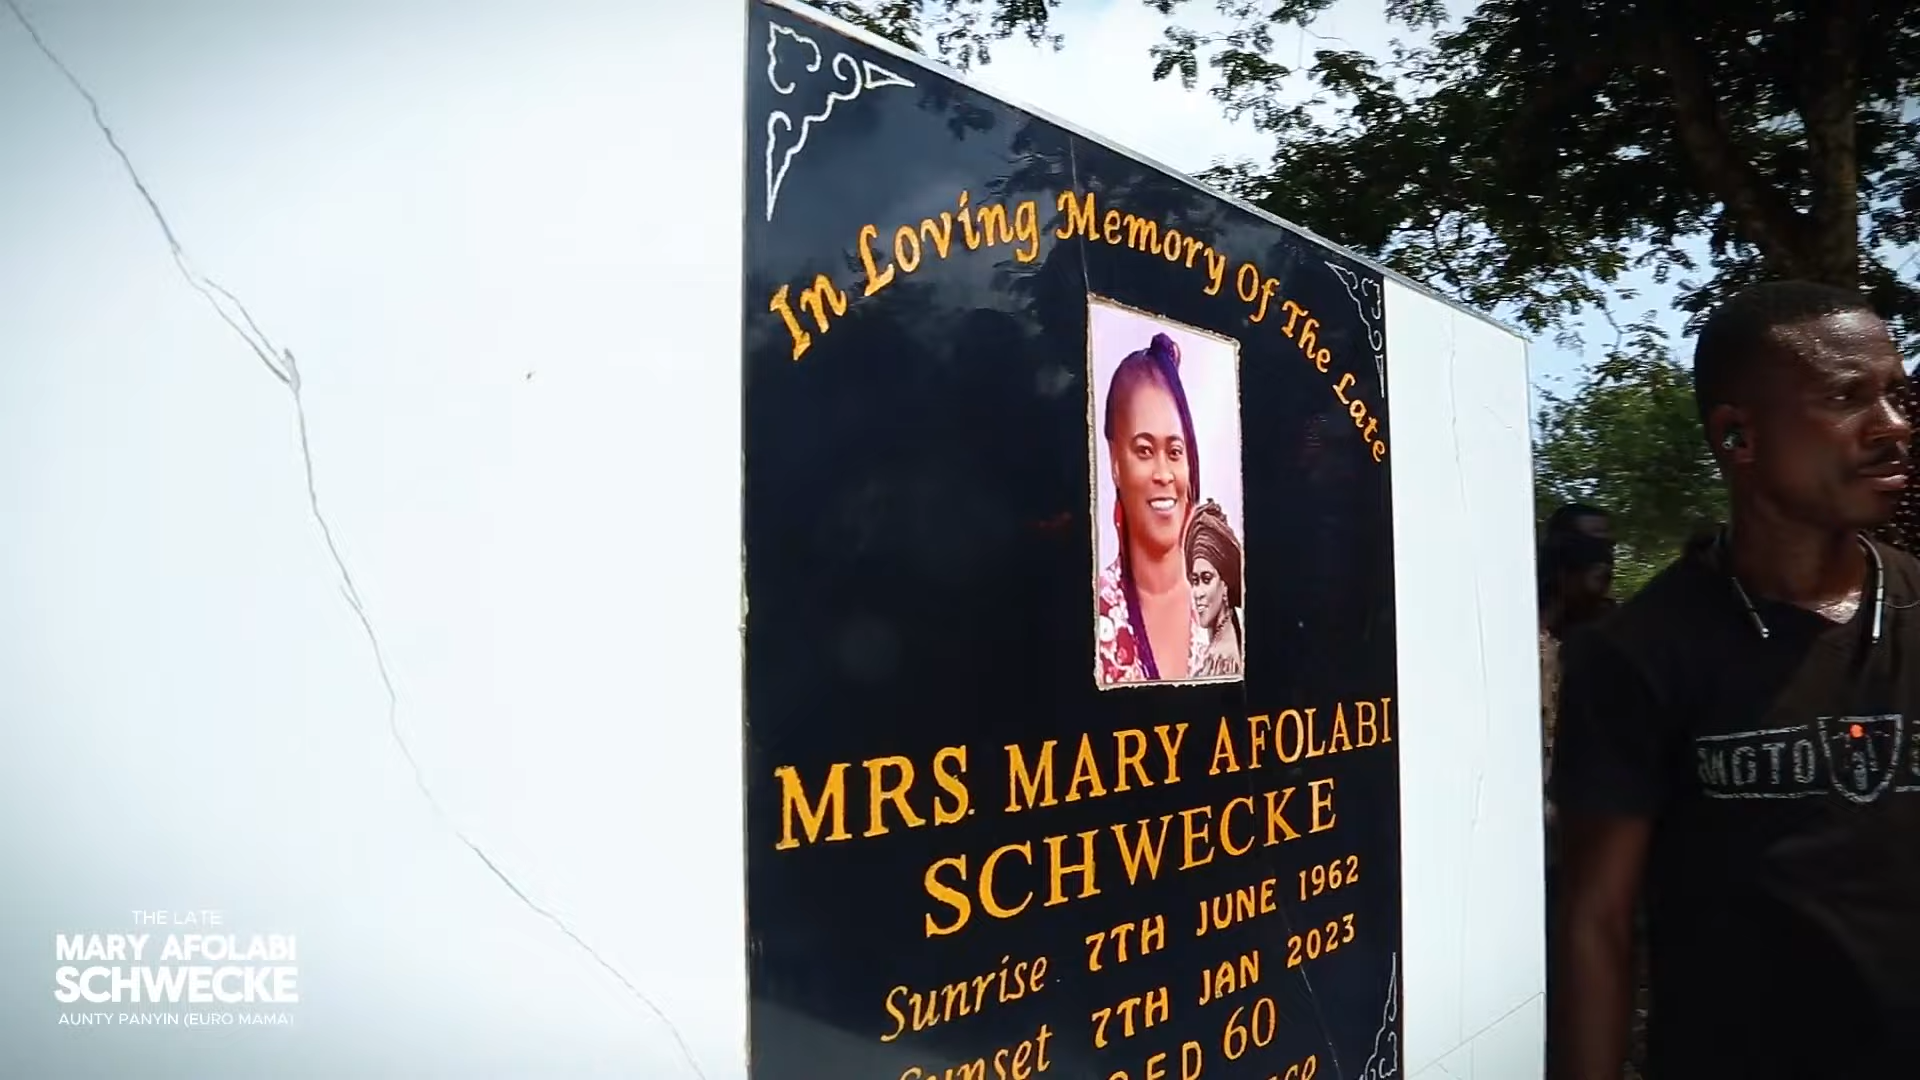 In Loving Memory Of The Late
MRS. MARY AFOLABI
SCHWECKE
Sunrise 7TH JUNE 1962
Sunset 7TH JAN 2023
60
THE LATE
MARY AFOLABI
SCHWECKE
AUNTY PANYIN (EURO MAMA)